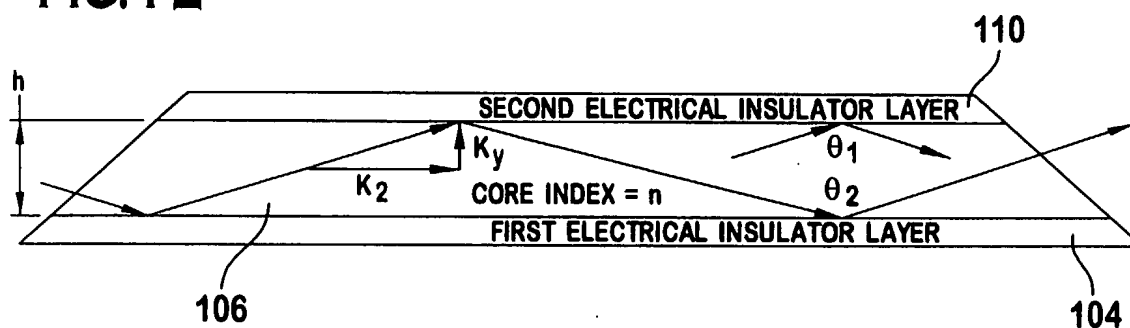 110
h
SECOND ELECTRICAL INSULATOR LAYER
Ky
θ1
K2
CORE INDEX = n
θ2
FIRST ELECTRICAL INSULATOR LAYER
106
104